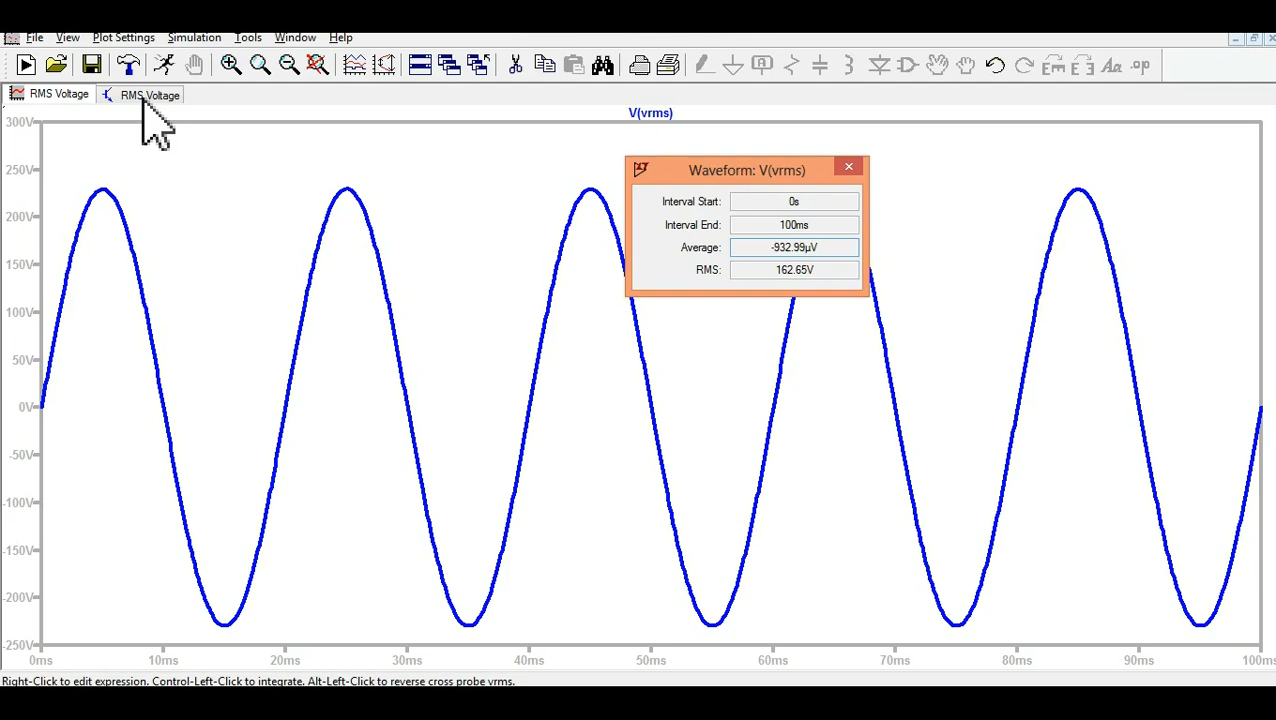 File View Plot Settings Simulation Tools Window Help
RMS Voltage RMS Voltage
V(vrms)
300V
250V
200V
150V
100V
50V
0V
-50V
-100V
-150V
-200V
-250V
Waveform: V(vrms)
Interval Start: 0s
Interval End: 100ms
Average: -932.99µV
RMS: 162.65V
0ms 10ms 20ms 30ms 40ms 50ms 60ms 70ms 80ms 90ms 100ms
Right-Click to edit expression. Control-Left-Click to integrate. Alt-Left-Click to reverse cross probe vrms.